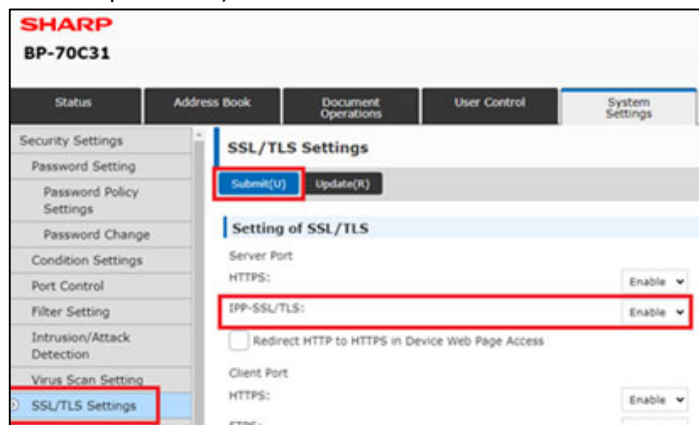 SHARP
BP-70C31
Status
Address Book
Document
Operations
User Control
System
Settings
Security Settings
Password Setting
Password Policy
Settings
Password Change
Condition Settings
Port Control
Filter Setting
Intrusion/Attack
Detection
Virus Scan Setting
SSL/TLS Settings
SSL/TLS Settings
Submit(U)
Update(R)
Setting of SSL/TLS
Server Port
HTTPS:
Enable
IPP-SSL/TLS:
Enable
Redirect HTTP to HTTPS in Device Web Page Access
Client Port
HTTPS:
Enable